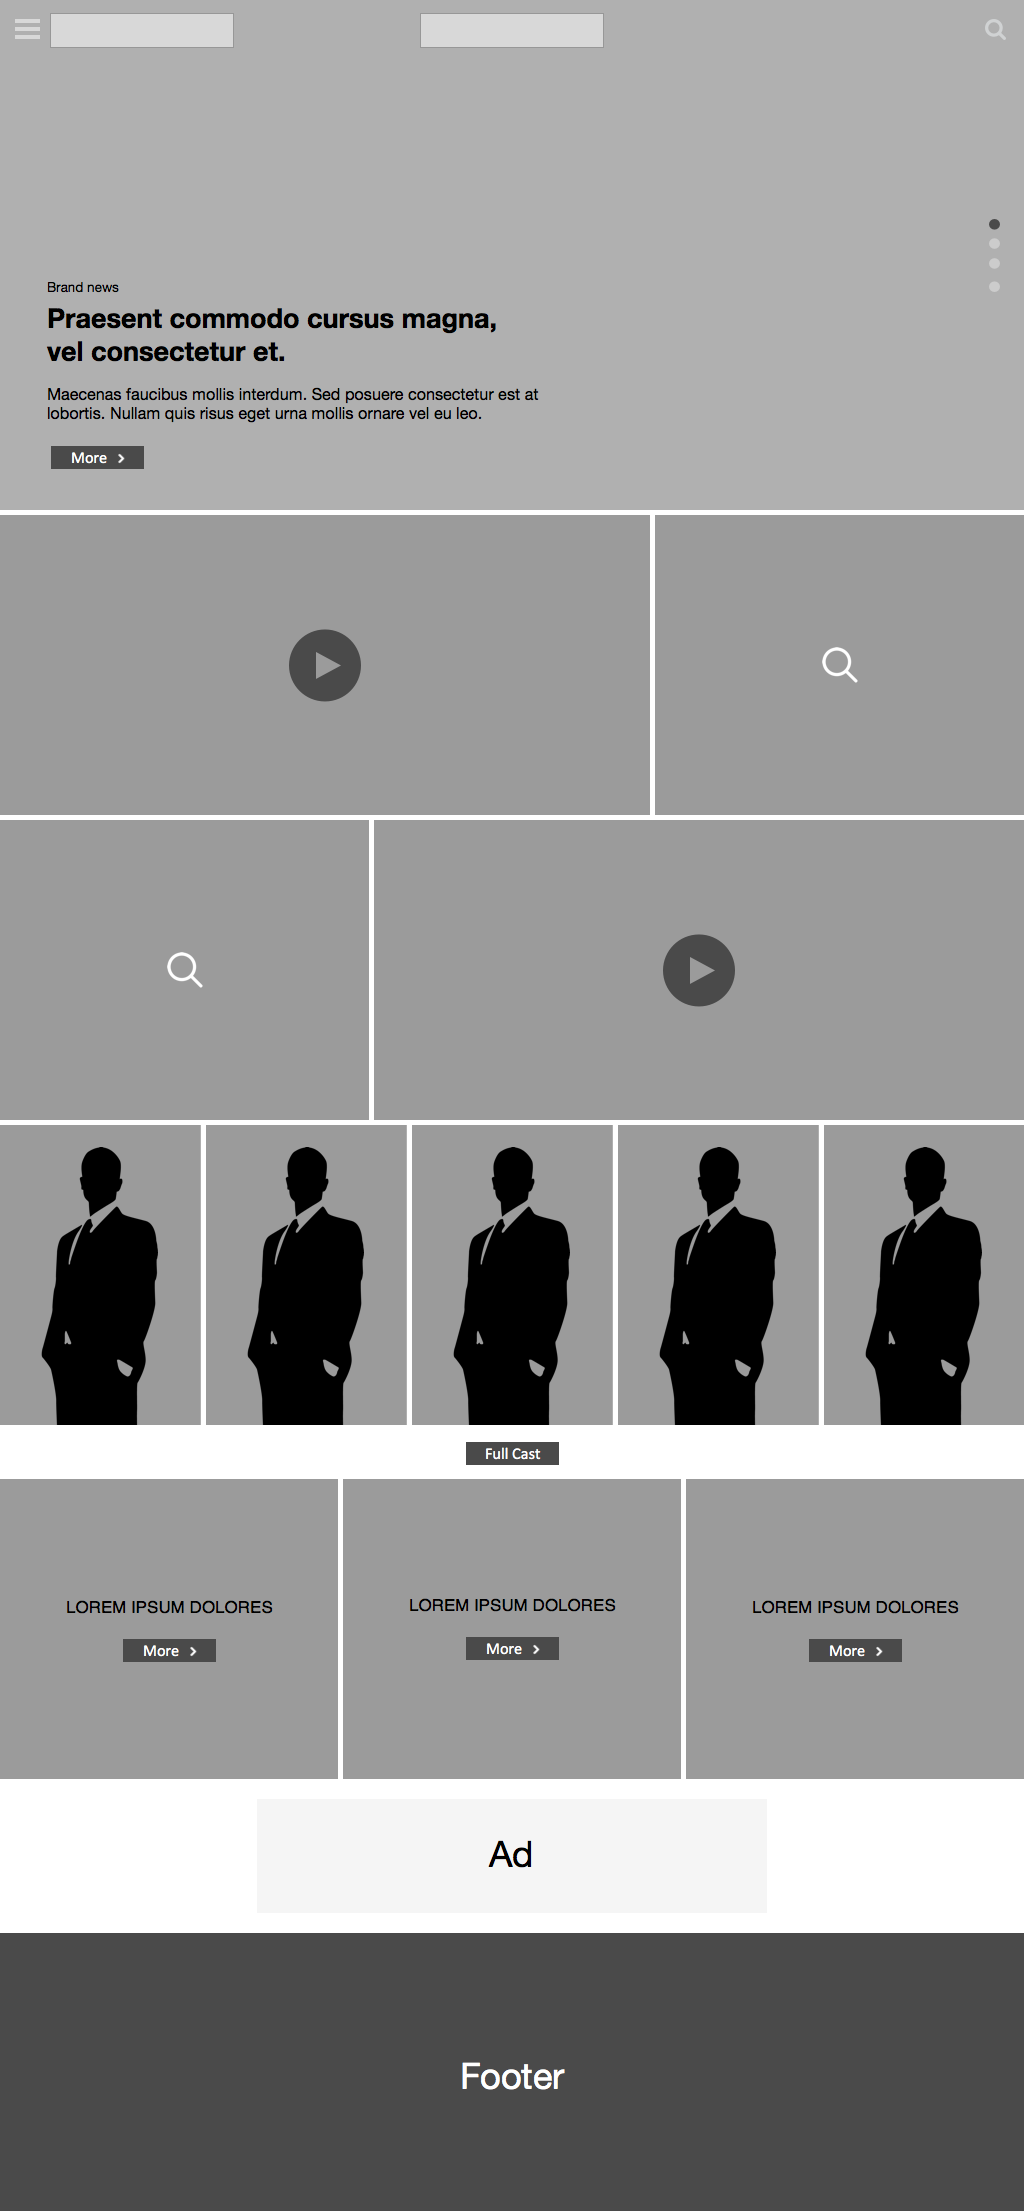 Brand news
Praesent commodo cursus magna,
vel consectetur et.
Maecenas faucibus mollis interdum. Sed posuere consectetur est at
lobortis. Nullam quis risus eget urna mollis ornare vel eu leo.
More
Full Cast
LOREM IPSUM DOLORES
More
LOREM IPSUM DOLORES
More
LOREM IPSUM DOLORES
More
Ad
Footer